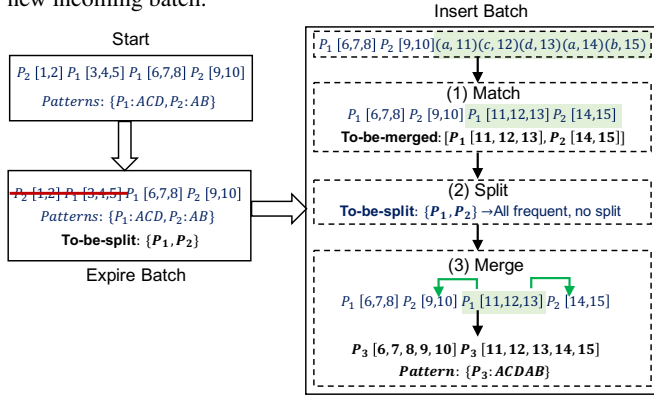 new incoming batch.
Start
P₂ [1,2] P₁ [3,4,5] P₁ [6,7,8] P₂ [9,10]
Patterns: {P₁: ACD, P₂: AB}
P₂ [1,2] P₁ [3,4,5] P₁ [6,7,8] P₂ [9,10]
Patterns: {P₁: ACD, P₂: AB}
To-be-split: {P₁, P₂}
Expire Batch
Insert Batch
P₁ [6,7,8] P₂ [9,10](a, 11)(c, 12)(d, 13)(a, 14)(b, 15)
(1) Match
P₁ [6,7,8] P₂ [9,10] P₁ [11,12,13] P₂ [14,15]
To-be-merged: [P₁ [11, 12, 13], P₂ [14, 15]]
(2) Split
To-be-split: {P₁, P₂} →All frequent, no split
(3) Merge
P₁ [6,7,8] P₂ [9,10] P₁ [11,12,13] P₂ [14,15]
P₃ [6, 7, 8, 9, 10] P₃ [11, 12, 13, 14, 15]
Pattern: {P₃: ACDAB}